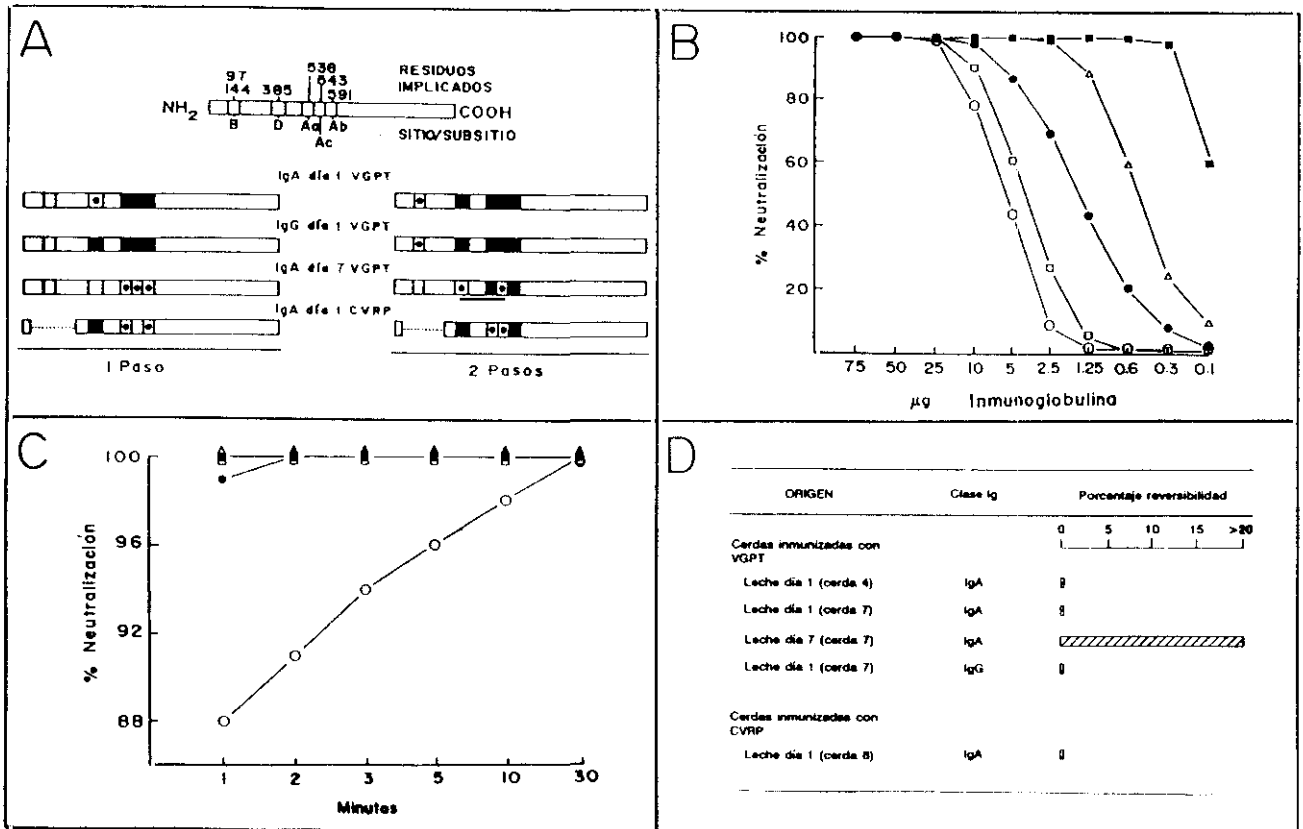 A
97
144
385
538
543
591
RESIDUOS
IMPLICADOS
NH2
COOH
B
D
Aa
Ab
Ac
SITIO/SUBSITIO
IgA día 1 VGPT
IgG día 1 VGPT
IgA día 7 VGPT
IgA día 1 CVRP
1 Paso
2 Pasos
B
% Neutralización
100
80
60
40
20
75 50 25 10 5 2.5 1.25 0.6 0.3 0.1
µg Inmunoglobulina
C
% Neutralización
100
96
92
88
1 2 3 5 10 30
Minutos
D
ORIGEN Clase Ig Porcentaje reversibilidad
0 5 10 15 >20
Cerdas inmunizadas con
VGPT
Leche día 1 (cerda 4) IgA
Leche día 1 (cerda 7) IgA
Leche día 7 (cerda 7) IgA
Leche día 1 (cerda 7) IgG
Cerdas inmunizadas con
CVRP
Leche día 1 (cerda 8) IgA